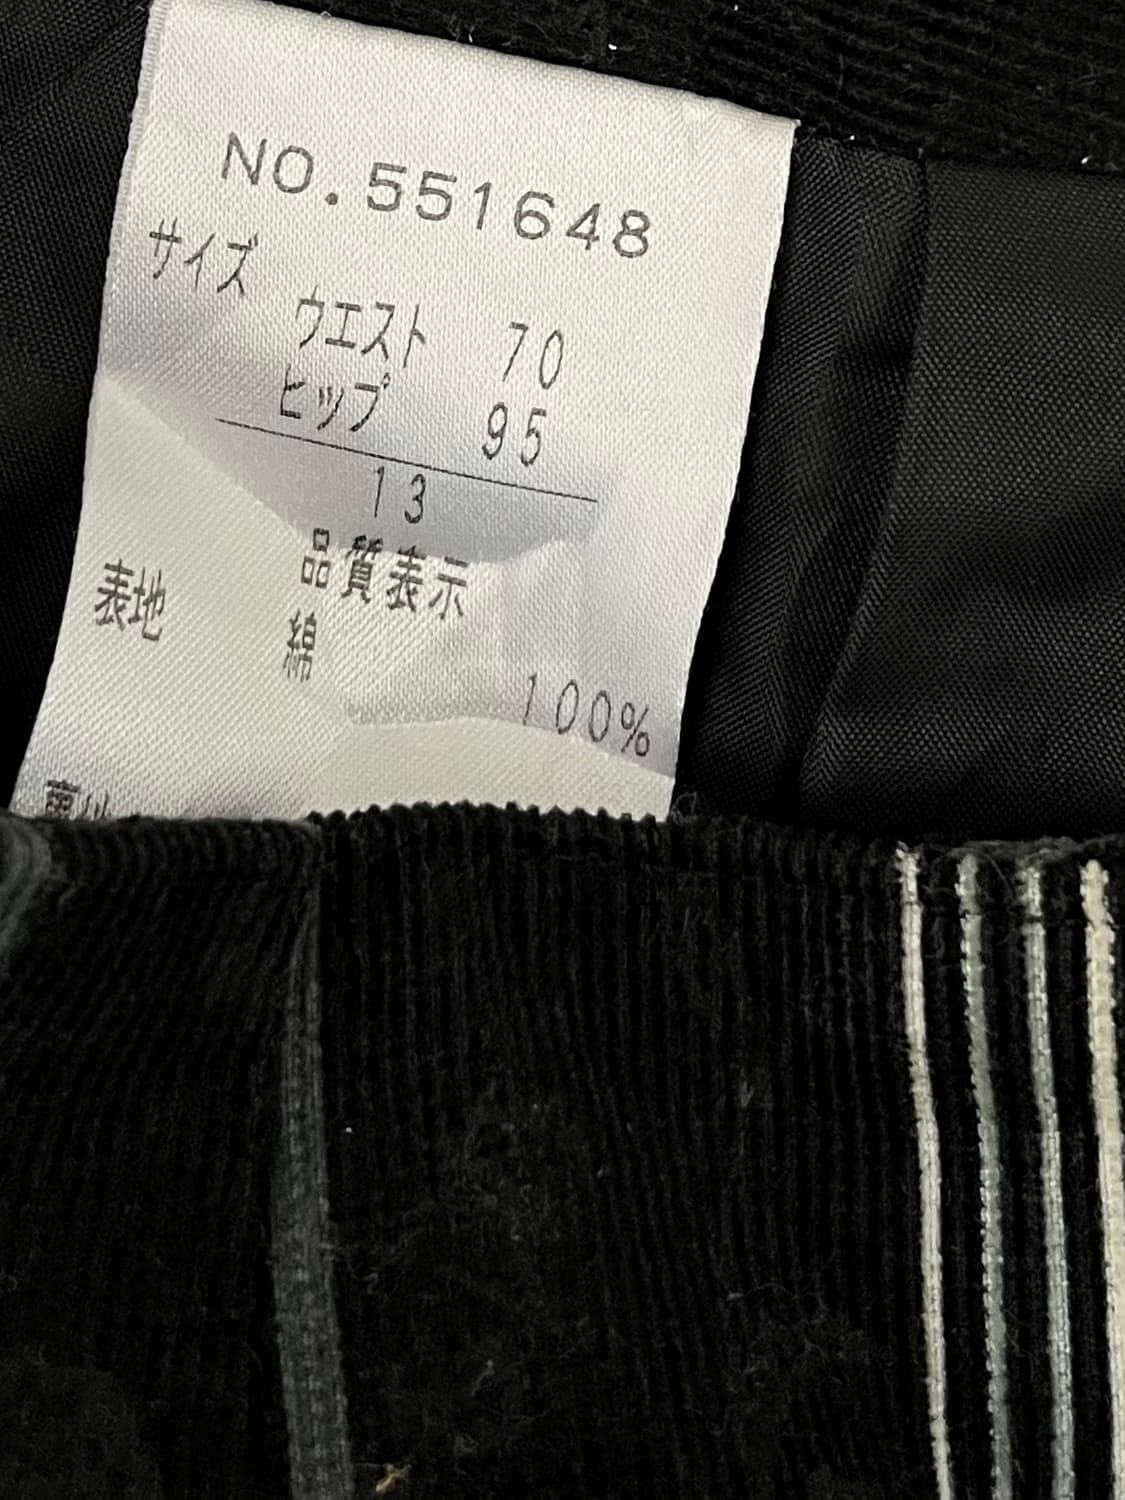 NO.551648
サイズ
ウエスト 70
ヒップ 95
13
品質表示
表地 綿 100%